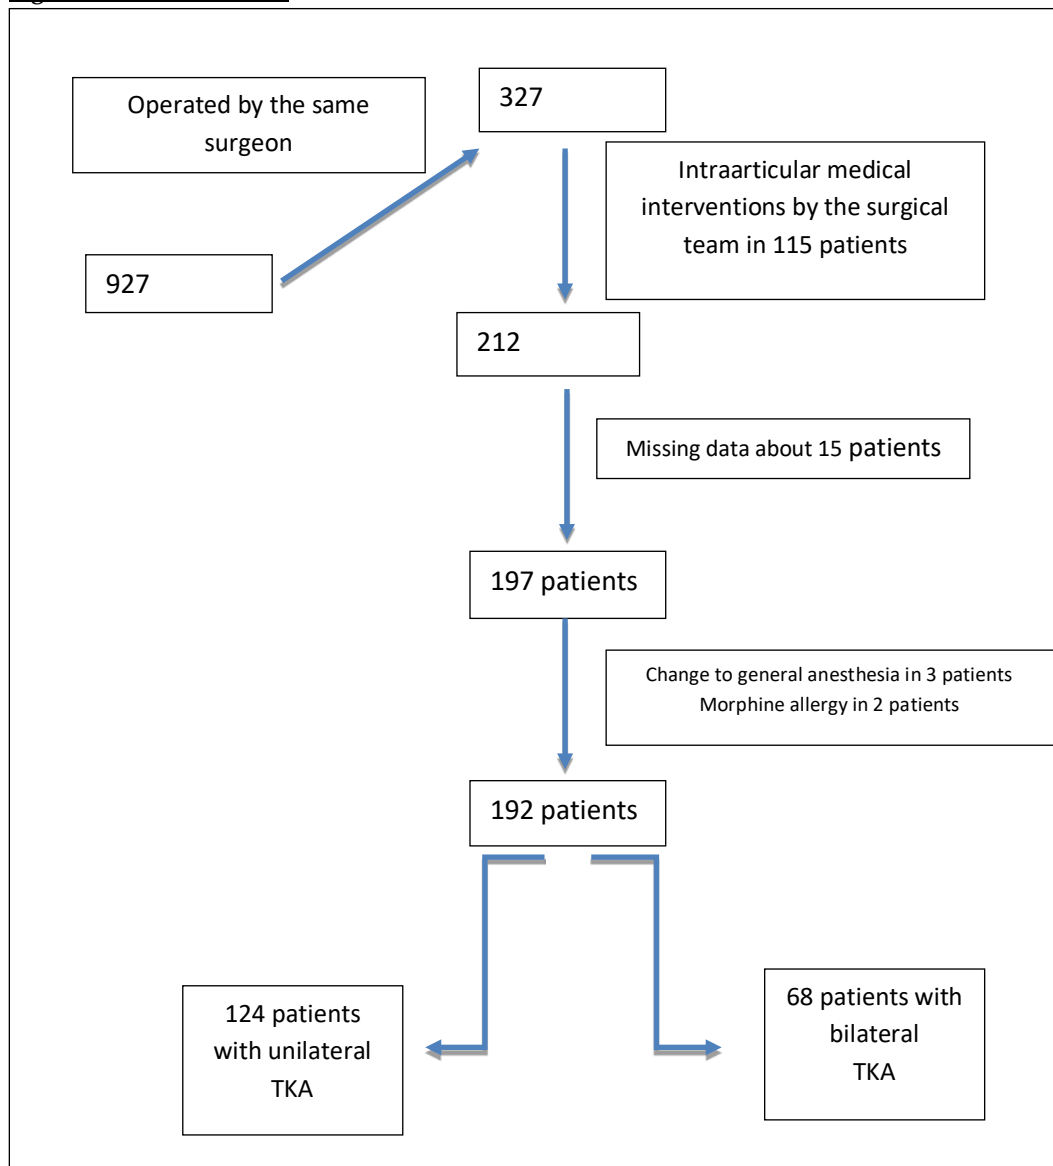 Operated by the same
surgeon
327
Intraarticular medical
interventions by the surgical
team in 115 patients
927
212
Missing data about 15 patients
197 patients
Change to general anesthesia in 3 patients
Morphine allergy in 2 patients
192 patients
124 patients
with unilateral
TKA
68 patients with
bilateral
TKA